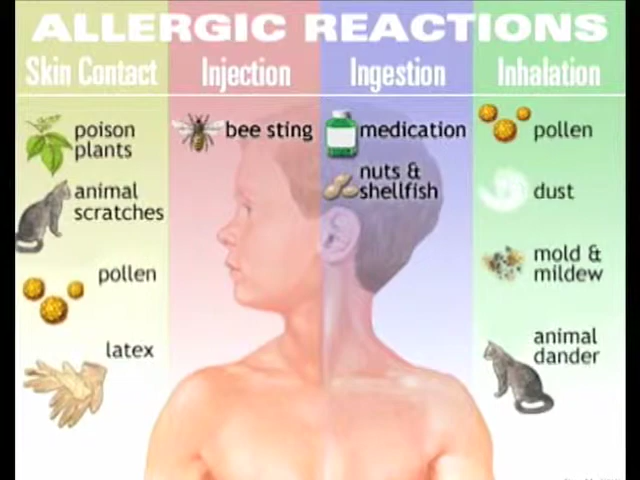 ALLERGIC REACTIONS
Skin Contact
Injection
Ingestion
Inhalation
poison
plants
animal
scratches
pollen
latex
bee sting
medication
nuts &
shellfish
pollen
dust
mold &
mildew
animal
dander